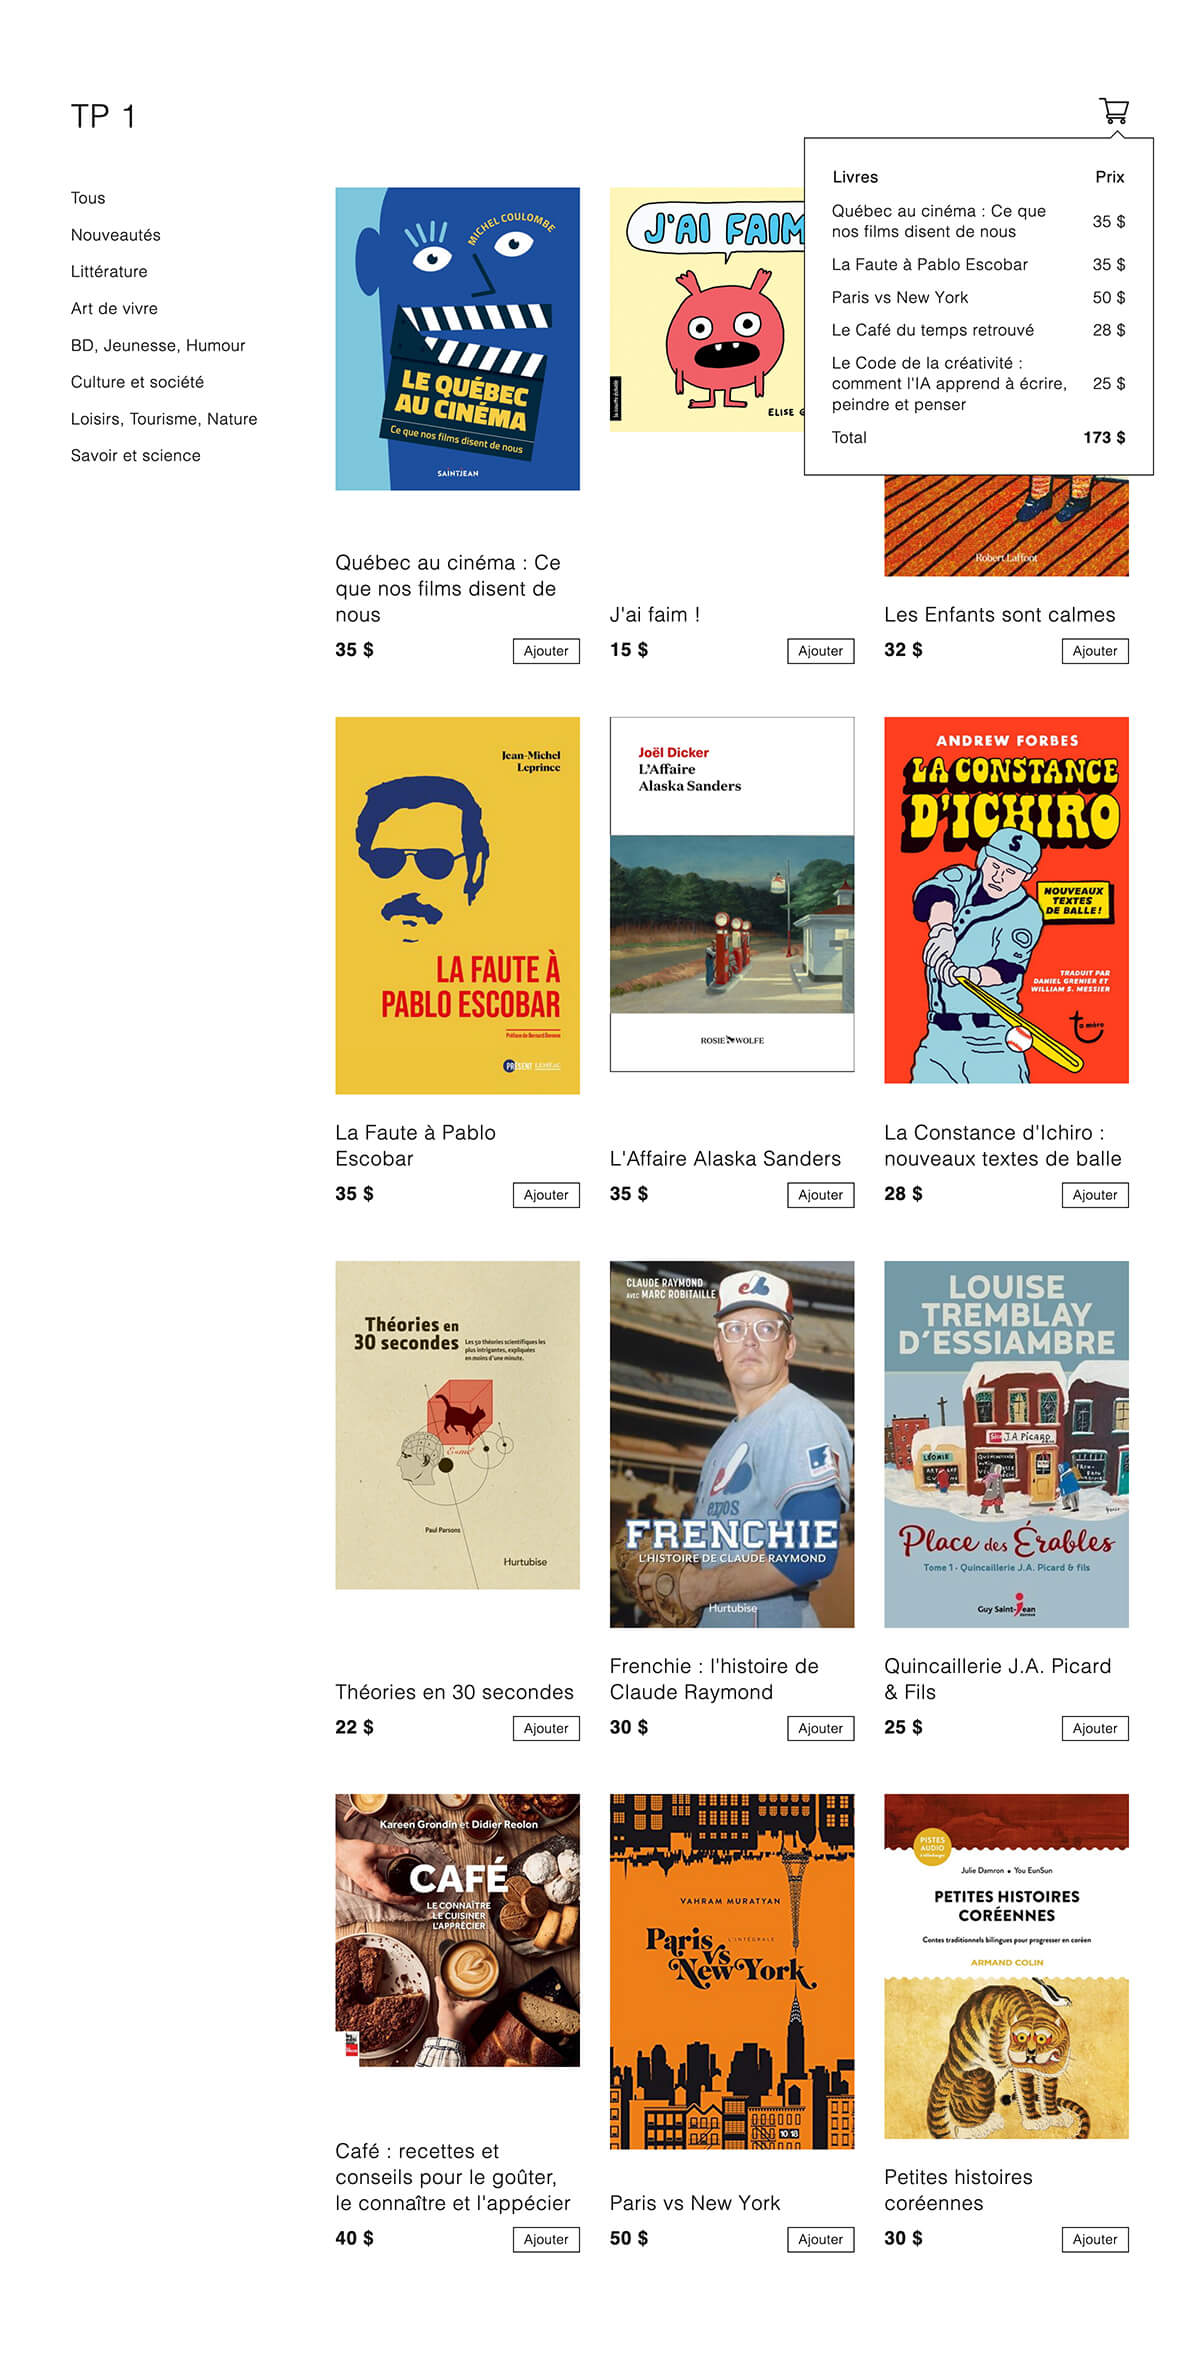 TP 1
Tous
Nouveautés
Littérature
Art de vivre
BD, Jeunesse, Humour
Culture et société
Loisirs, Tourisme, Nature
Savoir et science
Livres Prix
Québec au cinéma : Ce que
nos films disent de nous
35 $
La Faute à Pablo Escobar 35 $
Paris vs New York 50 $
Le Café du temps retrouvé 28 $
Le Code de la créativité :
comment l'IA apprend à écrire,
peindre et penser
25 $
Total 173 $
MICHEL COULOMBE
LE QUÉBEC
AU CINÉMA
Ce que nos films disent de nous
SAINTJEAN
Québec au cinéma : Ce
que nos films disent de
nous
35 $ Ajouter
J'AI FAIM
ELISE G
J'ai faim !
15 $ Ajouter
Robert Laffont
Les Enfants sont calmes
32 $ Ajouter
Jean-Michel
Leprince
LA FAUTE À
PABLO ESCOBAR
Préface de Bernard Derome
PRÉSENT LEMÉAC
La Faute à Pablo
Escobar
35 $ Ajouter
Joël Dicker
L'Affaire
Alaska Sanders
ROSIE WOLFE
L'Affaire Alaska Sanders
35 $ Ajouter
ANDREW FORBES
LA CONSTANCE
D'ICHIRO
S
NOUVEAUX
TEXTES
DE BALLE !
TRADUIT PAR
DANIEL GRENIER ET
WILLIAM S. MESSIER
ta mère
La Constance d'Ichiro :
nouveaux textes de balle
28 $ Ajouter
Théories en
30 secondes
Les 50 théories scientifiques les
plus intrigantes, expliquées
en moins d'une minute.
E=mc²
Paul Parsons
Hurtubise
Théories en 30 secondes
22 $ Ajouter
CLAUDE RAYMOND
AVEC MARC ROBITAILLE
FRENCHIE
L'HISTOIRE DE CLAUDE RAYMOND
Hurtubise
Frenchie : l'histoire de
Claude Raymond
30 $ Ajouter
LOUISE
TREMBLAY
D'ESSIAMBRE
J.A. PICARD
LÉONIE
Place des Érables
Tome 1 - Quincaillerie J.A. Picard & fils
Guy Saint-Jean
Quincaillerie J.A. Picard
& Fils
25 $ Ajouter
Kareen Grondin et Didier Reolon
CAFÉ
LE CONNAÎTRE
LE CUISINER
L'APPRÉCIER
Café : recettes et
conseils pour le goûter,
le connaître et l'appécier
40 $ Ajouter
VAHRAM MURATYAN
L'INTÉGRALE
Paris
vs
New York
10 18
Paris vs New York
50 $ Ajouter
PISTES
AUDIO
à télécharger
Julie Damron • You EunSun
PETITES HISTOIRES
CORÉENNES
Contes traditionnels bilingues pour progresser en coréen
ARMAND COLIN
Petites histoires
coréennes
30 $ Ajouter